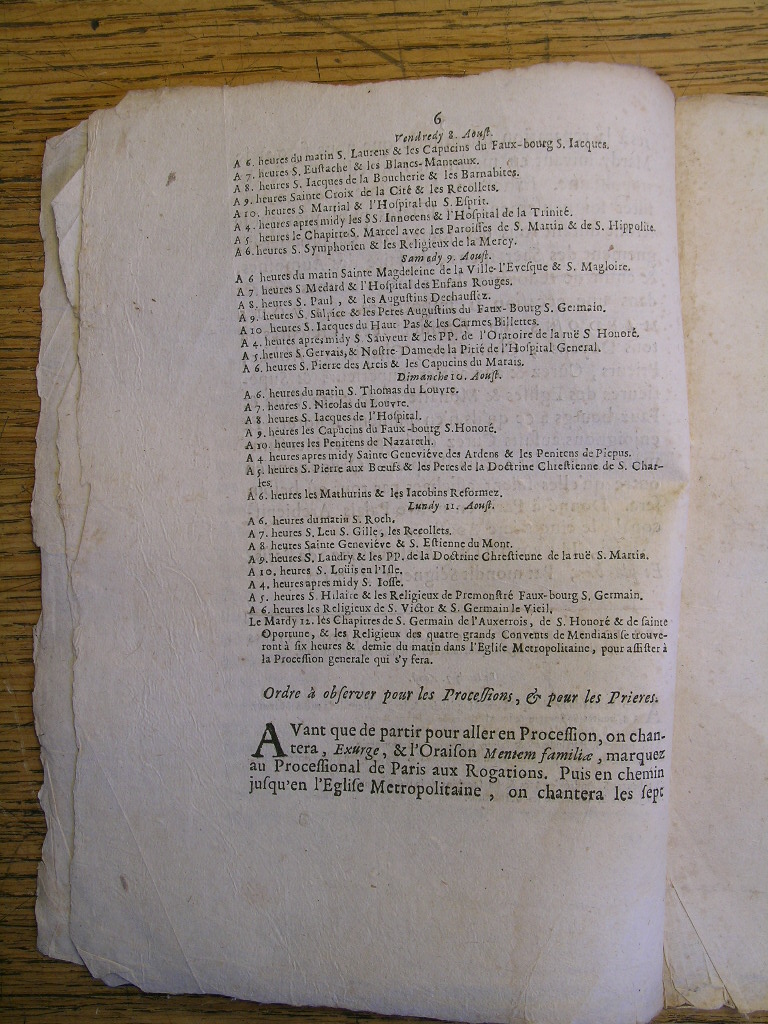 6
Vendredy 8. Aoust.
A 6. heures du matin S. Laurens & les Capucins du Faux-bourg S. Iacques.
A 7. heures S. Eustache & les Blancs-Manteaux.
A 8. heures S. Iacques de la Boucherie & les Barnabites.
A 9. heures Sainte Croix de la Cité & les Recollets.
A 10. heures S Martial & l'Hospital du S. Esprit.
A 4. heures apres midy les SS. Innocens & l'Hospital de la Trinité.
A 5 heures le Chapitre S. Marcel avec les Paroisses de S. Martin & de S. Hippolite.
A 6. heures S. Symphorien & les Religieux de la Mercy.
Samedy 9. Aoust.
A 6 heures du matin Sainte Magdeleine de la Ville-l'Evesque & S. Magloire.
A 7 heures S Medard & l'Hospital des Enfans Rouges.
A 8. heures S. Paul, & les Augustins Dechaussez.
A 9. heures S. Sulpice & les Peres Augustins du Faux-Bourg S. Germain.
A 10 heures S. Iacques du Haut Pas & les Carmes Billettes.
A 4. heures apres midy S. Sauveur & les PP. de l'Oratoire de la ruë S Honoré.
A 5. heures S. Gervais, & Nostre Dame de la Pitié de l'Hospital General.
A 6. heures S. Pierre des Arcis & les Capucins du Marais.
Dimanche 10. Aoust.
A 6. heures du matin S. Thomas du Louvre.
A 7. heures S. Nicolas du Louvre.
A 8. heures S. Iacques de l'Hospital.
A 9. heures les Capucins du Faux-bourg S. Honoré.
A 10. heures les Penitens de Nazareth.
A 4 heures apres midy Sainte Geneviéve des Ardens & les Penitens de Picpus.
A 5. heures S. Pierre aux Bœufs & les Peres de la Doctrine Chrestienne de S. Char-
les.
A 6. heures les Mathurins & les Iacobins Reformez.
Lundy 11. Aoust.
A 6. heures du matin S. Roch.
A 7. heures S. Leu S. Gille, les Recollets.
A 8 heures Sainte Geneviéve & S. Estienne du Mont.
A 9. heures S. Landry & les PP. de la Doctrine Chrestienne de la ruë S. Martin.
A 10. heures S. Loüis en l'Isle.
A 4. heures apres midy S. Iosse.
A 5. heures S. Hilaire & les Religieux de Premonstré Faux-bourg S. Germain.
A 6. heures les Religieux de S. Victor & S. Germain le Vieil.
Le Mardy 12. les Chapitres de S. Germain de l'Auxerrois, de S. Honoré & de sainte
Oportune, & les Religieux des quatre grands Convents de Mendians se trouve-
ront à six heures & demie du matin dans l'Eglise Metropolitaine, pour assister à
la Procession generale qui s'y fera.
Ordre à observer pour les Processions, & pour les Prieres.
AVant que de partir pour aller en Procession, on chan-
tera, Exurge, & l'Oraison Mentem familiæ, marquez
au Processional de Paris aux Rogations. Puis en chemin
jusqu'en l'Eglise Metropolitaine, on chantera les sept